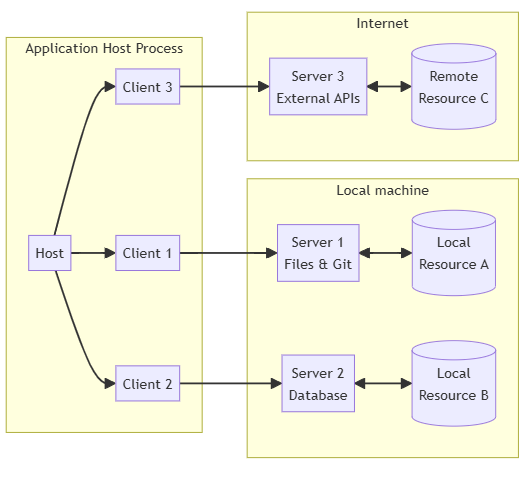 Internet
Application Host Process
Client 3
Server 3
External APIs
Remote
Resource C
Local machine
Host
Client 1
Server 1
Files & Git
Local
Resource A
Client 2
Server 2
Database
Local
Resource B